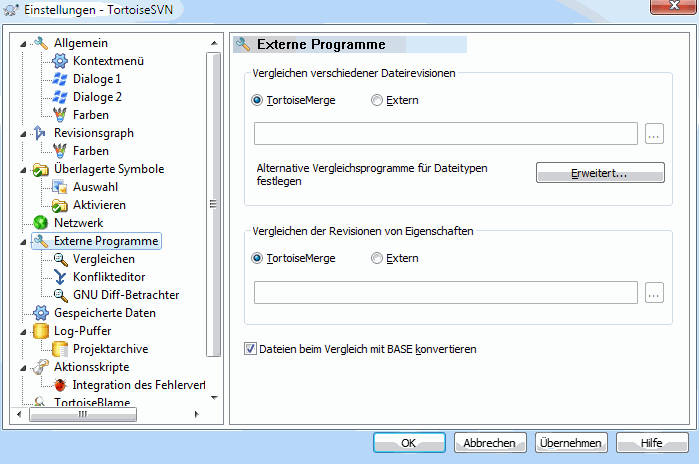 Einstellungen - TortoiseSVN
Allgemein
Kontextmenü
Dialoge 1
Dialoge 2
Farben
Revisionsgraph
Farben
Überlagerte Symbole
Auswahl
Aktivieren
Netzwerk
Externe Programme
Vergleichen
Konflikteditor
GNU Diff-Betrachter
Gespeicherte Daten
Log-Puffer
Projektarchive
Aktionsskripte
Integration des Fehlervert
TortoiseBlame
Externe Programme
Vergleichen verschiedener Dateirevisionen
TortoiseMerge
Extern
...
Alternative Vergleichsprogramme für Dateitypen
festlegen
Erweitert...
Vergleichen der Revisionen von Eigenschaften
TortoiseMerge
Extern
...
Dateien beim Vergleich mit BASE konvertieren
OK
Abbrechen
Übernehmen
Hilfe